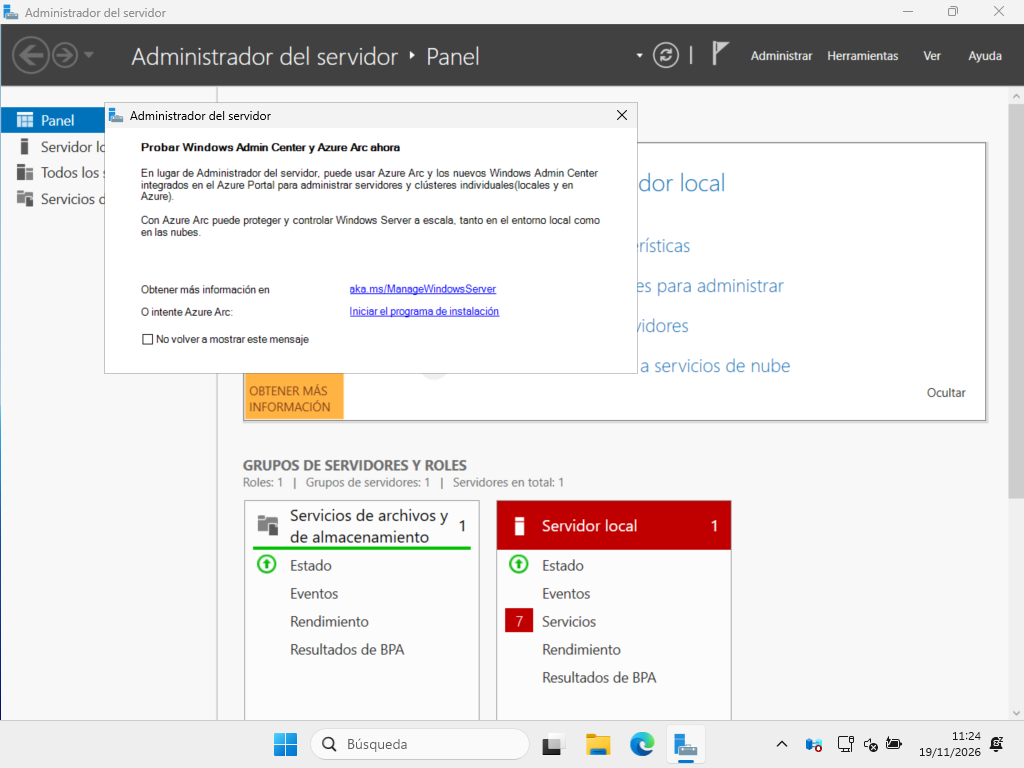 Administrador del servidor
Administrador del servidor ‣ Panel
Administrar
Herramientas
Ver
Ayuda
Panel
Servidor lo
Todos los s
Servicios d
Administrador del servidor
Probar Windows Admin Center y Azure Arc ahora
En lugar de Administrador del servidor, puede usar Azure Arc y los nuevos Windows Admin Center
integrados en el Azure Portal para administrar servidores y clústeres individuales(locales y en
Azure).
Con Azure Arc puede proteger y controlar Windows Server a escala, tanto en el entorno local como
en las nubes.
Obtener más información en
aka.ms/ManageWindowsServer
O intente Azure Arc:
Iniciar el programa de instalación
No volver a mostrar este mensaje
dor local
rísticas
es para administrar
vidores
a servicios de nube
OBTENER MÁS
INFORMACIÓN
Ocultar
GRUPOS DE SERVIDORES Y ROLES
Roles: 1 | Grupos de servidores: 1 | Servidores en total: 1
Servicios de archivos y
de almacenamiento
1
Estado
Eventos
Rendimiento
Resultados de BPA
Servidor local
1
Estado
Eventos
7
Servicios
Rendimiento
Resultados de BPA
Búsqueda
11:24
19/11/2026